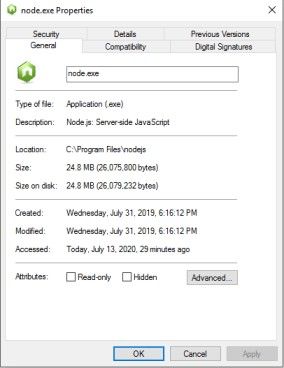 node.exe Properties
Security Details Previous Versions
General Compatibility Digital Signatures
node.exe
Type of file: Application (.exe)
Description: Node.js: Server-side JavaScript
Location: C:\Program Files\nodejs
Size: 24.8 MB (26,075,800 bytes)
Size on disk: 24.8 MB (26,079,232 bytes)
Created: Wednesday, July 31, 2019, 6:16:12 PM
Modified: Wednesday, July 31, 2019, 6:16:12 PM
Accessed: Today, July 13, 2020, 29 minutes ago
Attributes: Read-only Hidden Advanced...
OK Cancel Apply